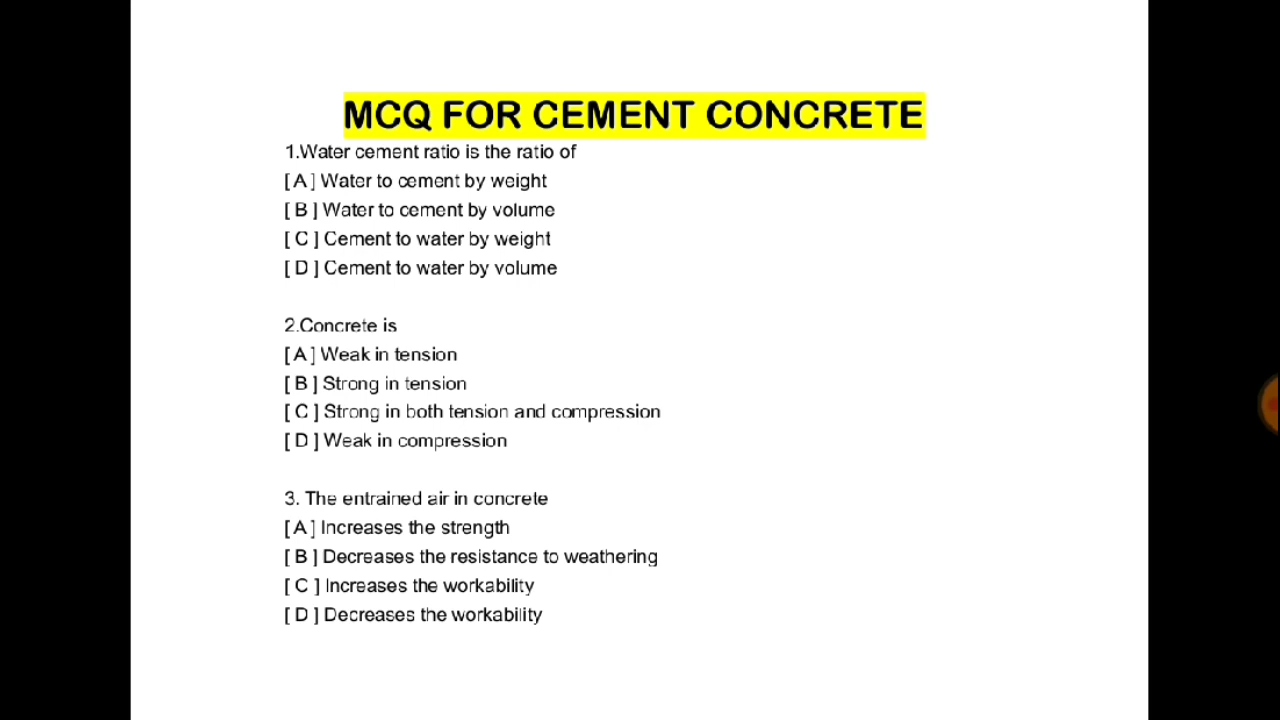 MCQ FOR CEMENT CONCRETE
1.Water cement ratio is the ratio of
[ A ] Water to cement by weight
[ B ] Water to cement by volume
[ C ] Cement to water by weight
[ D ] Cement to water by volume
2.Concrete is
[ A ] Weak in tension
[ B ] Strong in tension
[ C ] Strong in both tension and compression
[ D ] Weak in compression
3. The entrained air in concrete
[ A ] Increases the strength
[ B ] Decreases the resistance to weathering
[ C ] Increases the workability
[ D ] Decreases the workability